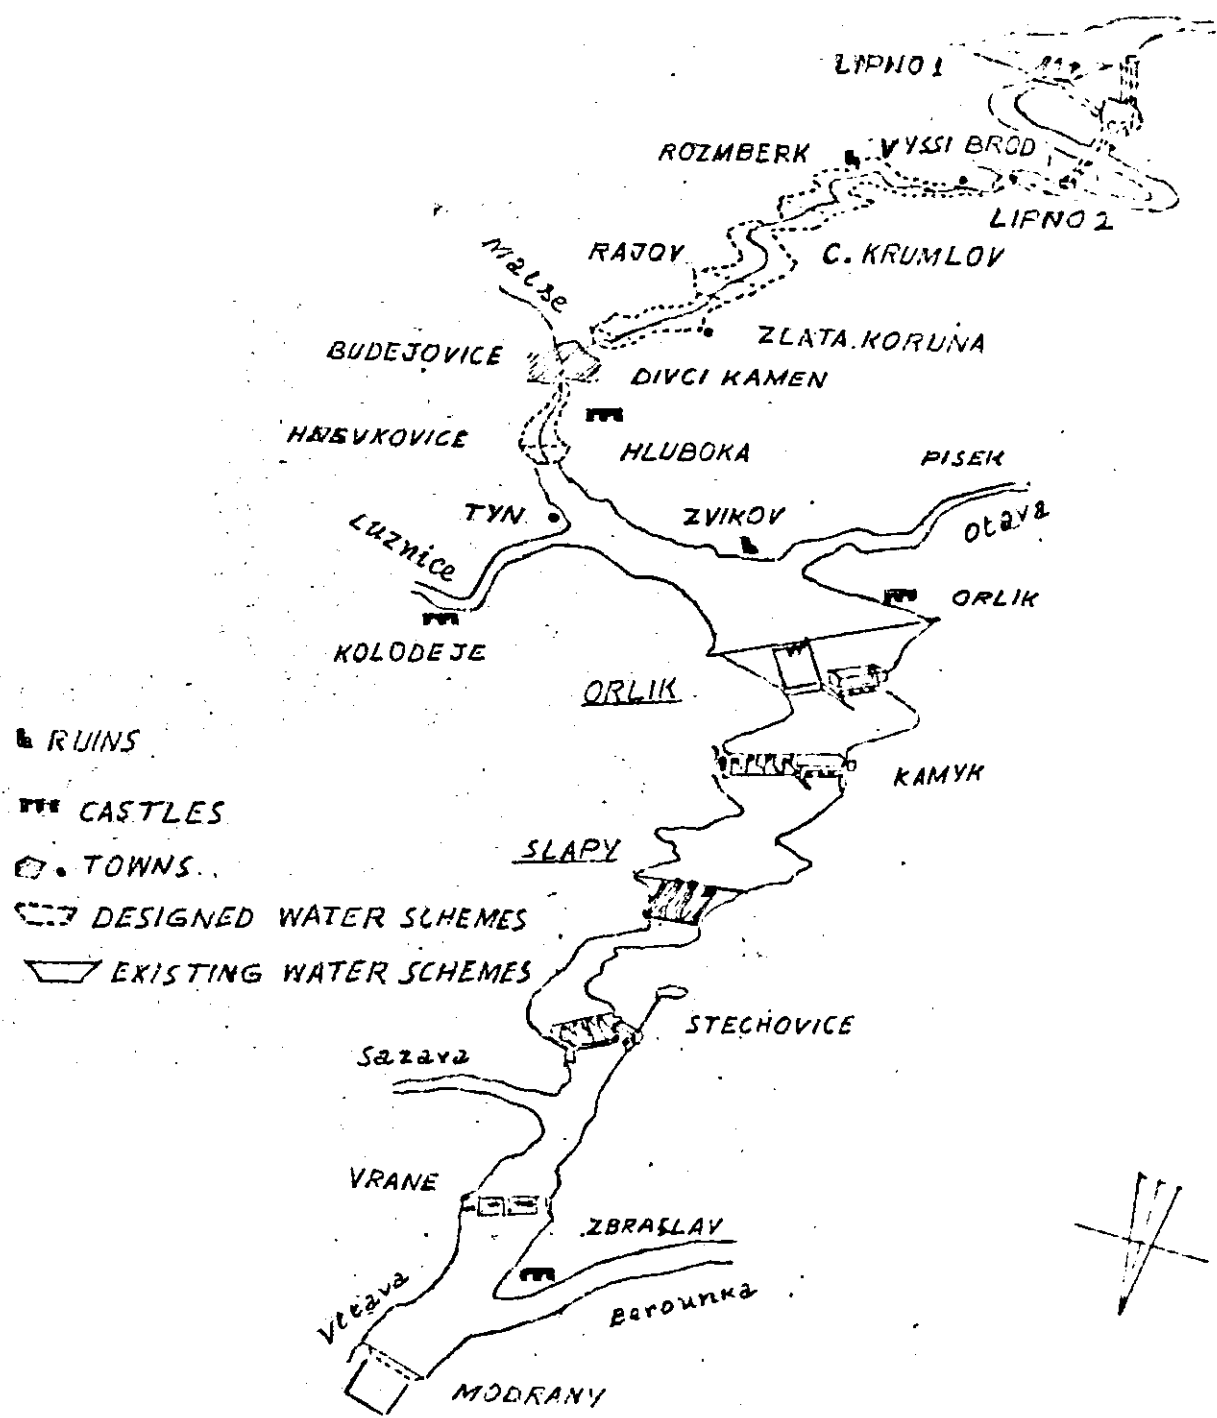 LIPNO 1
ROZMBERK
VYSSI BROD
LIPNO 2
RAJOV
C. KRUMLOV
Malse
ZLATA KORUNA
BUDEJOVICE
DIVCI KAMEN
HNEVKOVICE
HLUBOKA
PISEK
TYN
ZVIKOV
Otava
Luznice
ORLIK
KOLODEJE
ORLIK
RUINS
KAMYK
CASTLES
SLAPY
TOWNS..
DESIGNED WATER SCHEMES
EXISTING WATER SCHEMES
STECHOVICE
Sazava
VRANE
ZBRASLAV
Vltava
Berounka
MODRANY